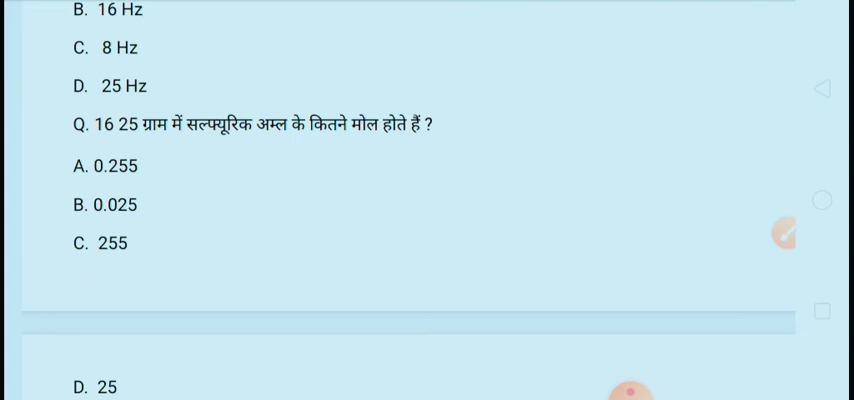 B. 16 Hz
C. 8 Hz
D. 25 Hz
Q. 16 25 ग्राम में सल्फ्यूरिक अम्ल के कितने मोल होते हैं ?
A. 0.255
B. 0.025
C. 255
D. 25